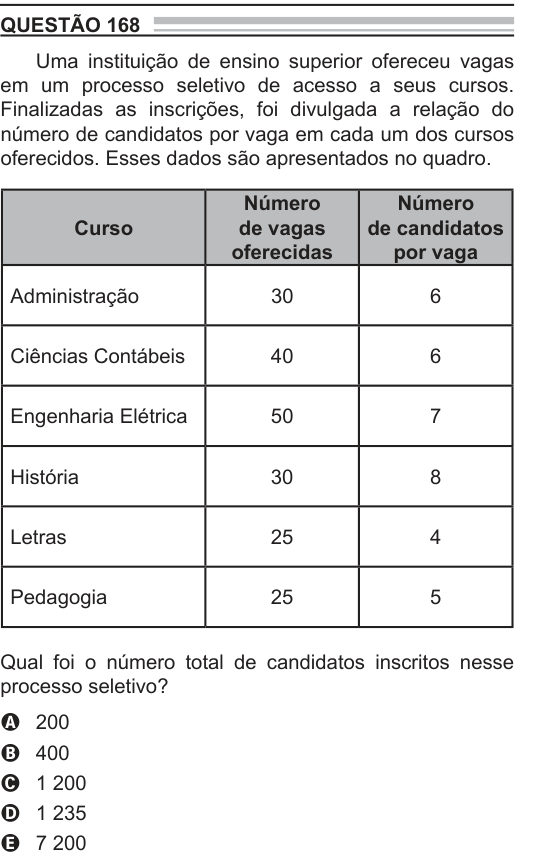 QUESTÃO 168
Uma instituição de ensino superior ofereceu vagas
em um processo seletivo de acesso a seus cursos.
Finalizadas as inscrições, foi divulgada a relação do
número de candidatos por vaga em cada um dos cursos
oferecidos. Esses dados são apresentados no quadro.
Curso | Número de vagas oferecidas | Número de candidatos por vaga
Administração 30 6
Ciências Contábeis 40 6
Engenharia Elétrica 50 7
História 30 8
Letras 25 4
Pedagogia 25 5
Qual foi o número total de candidatos inscritos nesse
processo seletivo?
A 200
B 400
C 1 200
D 1 235
E 7 200